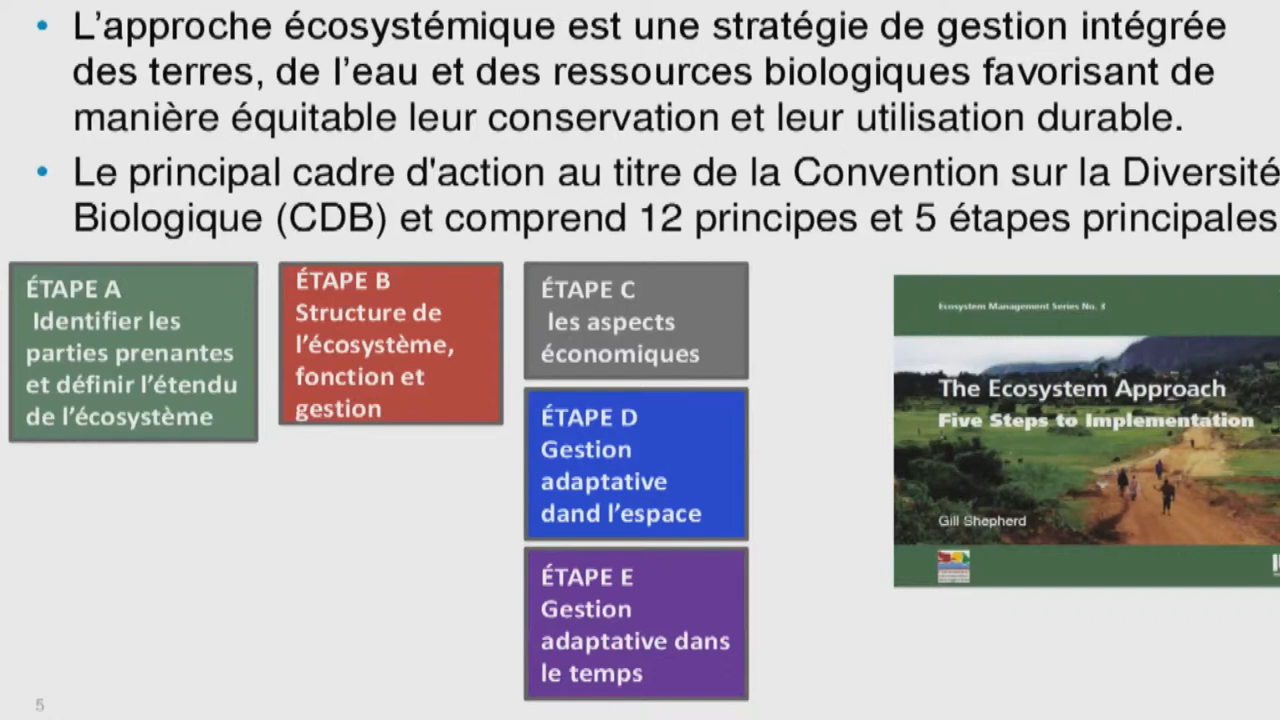 • L'approche écosystémique est une stratégie de gestion intégrée
des terres, de l'eau et des ressources biologiques favorisant de
manière équitable leur conservation et leur utilisation durable.
• Le principal cadre d'action au titre de la Convention sur la Diversité
Biologique (CDB) et comprend 12 principes et 5 étapes principales
ÉTAPE A
Identifier les
parties prenantes
et définir l'étendu
de l'écosystème
ÉTAPE B
Structure de
l'écosystème,
fonction et
gestion
ÉTAPE C
les aspects
économiques
ÉTAPE D
Gestion
adaptative
dand l'espace
ÉTAPE E
Gestion
adaptative dans
le temps
Ecosystem Management Series No. 3
The Ecosystem Approach
Five Steps to Implementation
Gill Shepherd
5